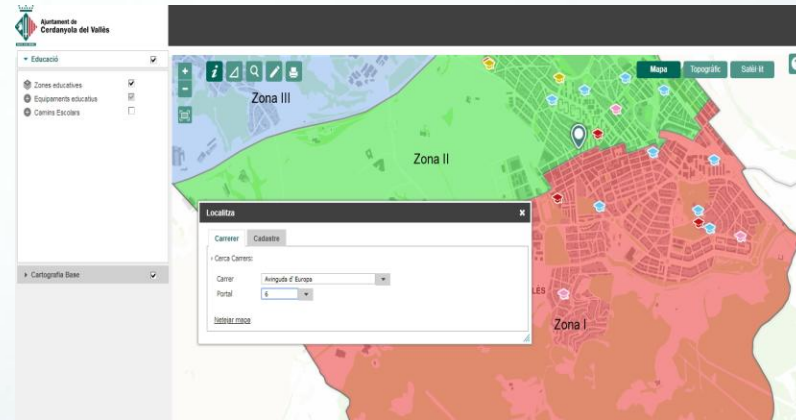 Ajuntament de
Cerdanyola del Vallès
Educació
Zones educatives
Equipaments educatius
Camins Escolars
Cartografia Base
Mapa
Topogràfic
Satèl·lit
Zona III
Zona II
Localitza
Carrerer
Cadastre
Cerca Carrers:
Carrer
Avinguda d' Europa
Portal
6
Netejar mapa
LÈS
Zona I